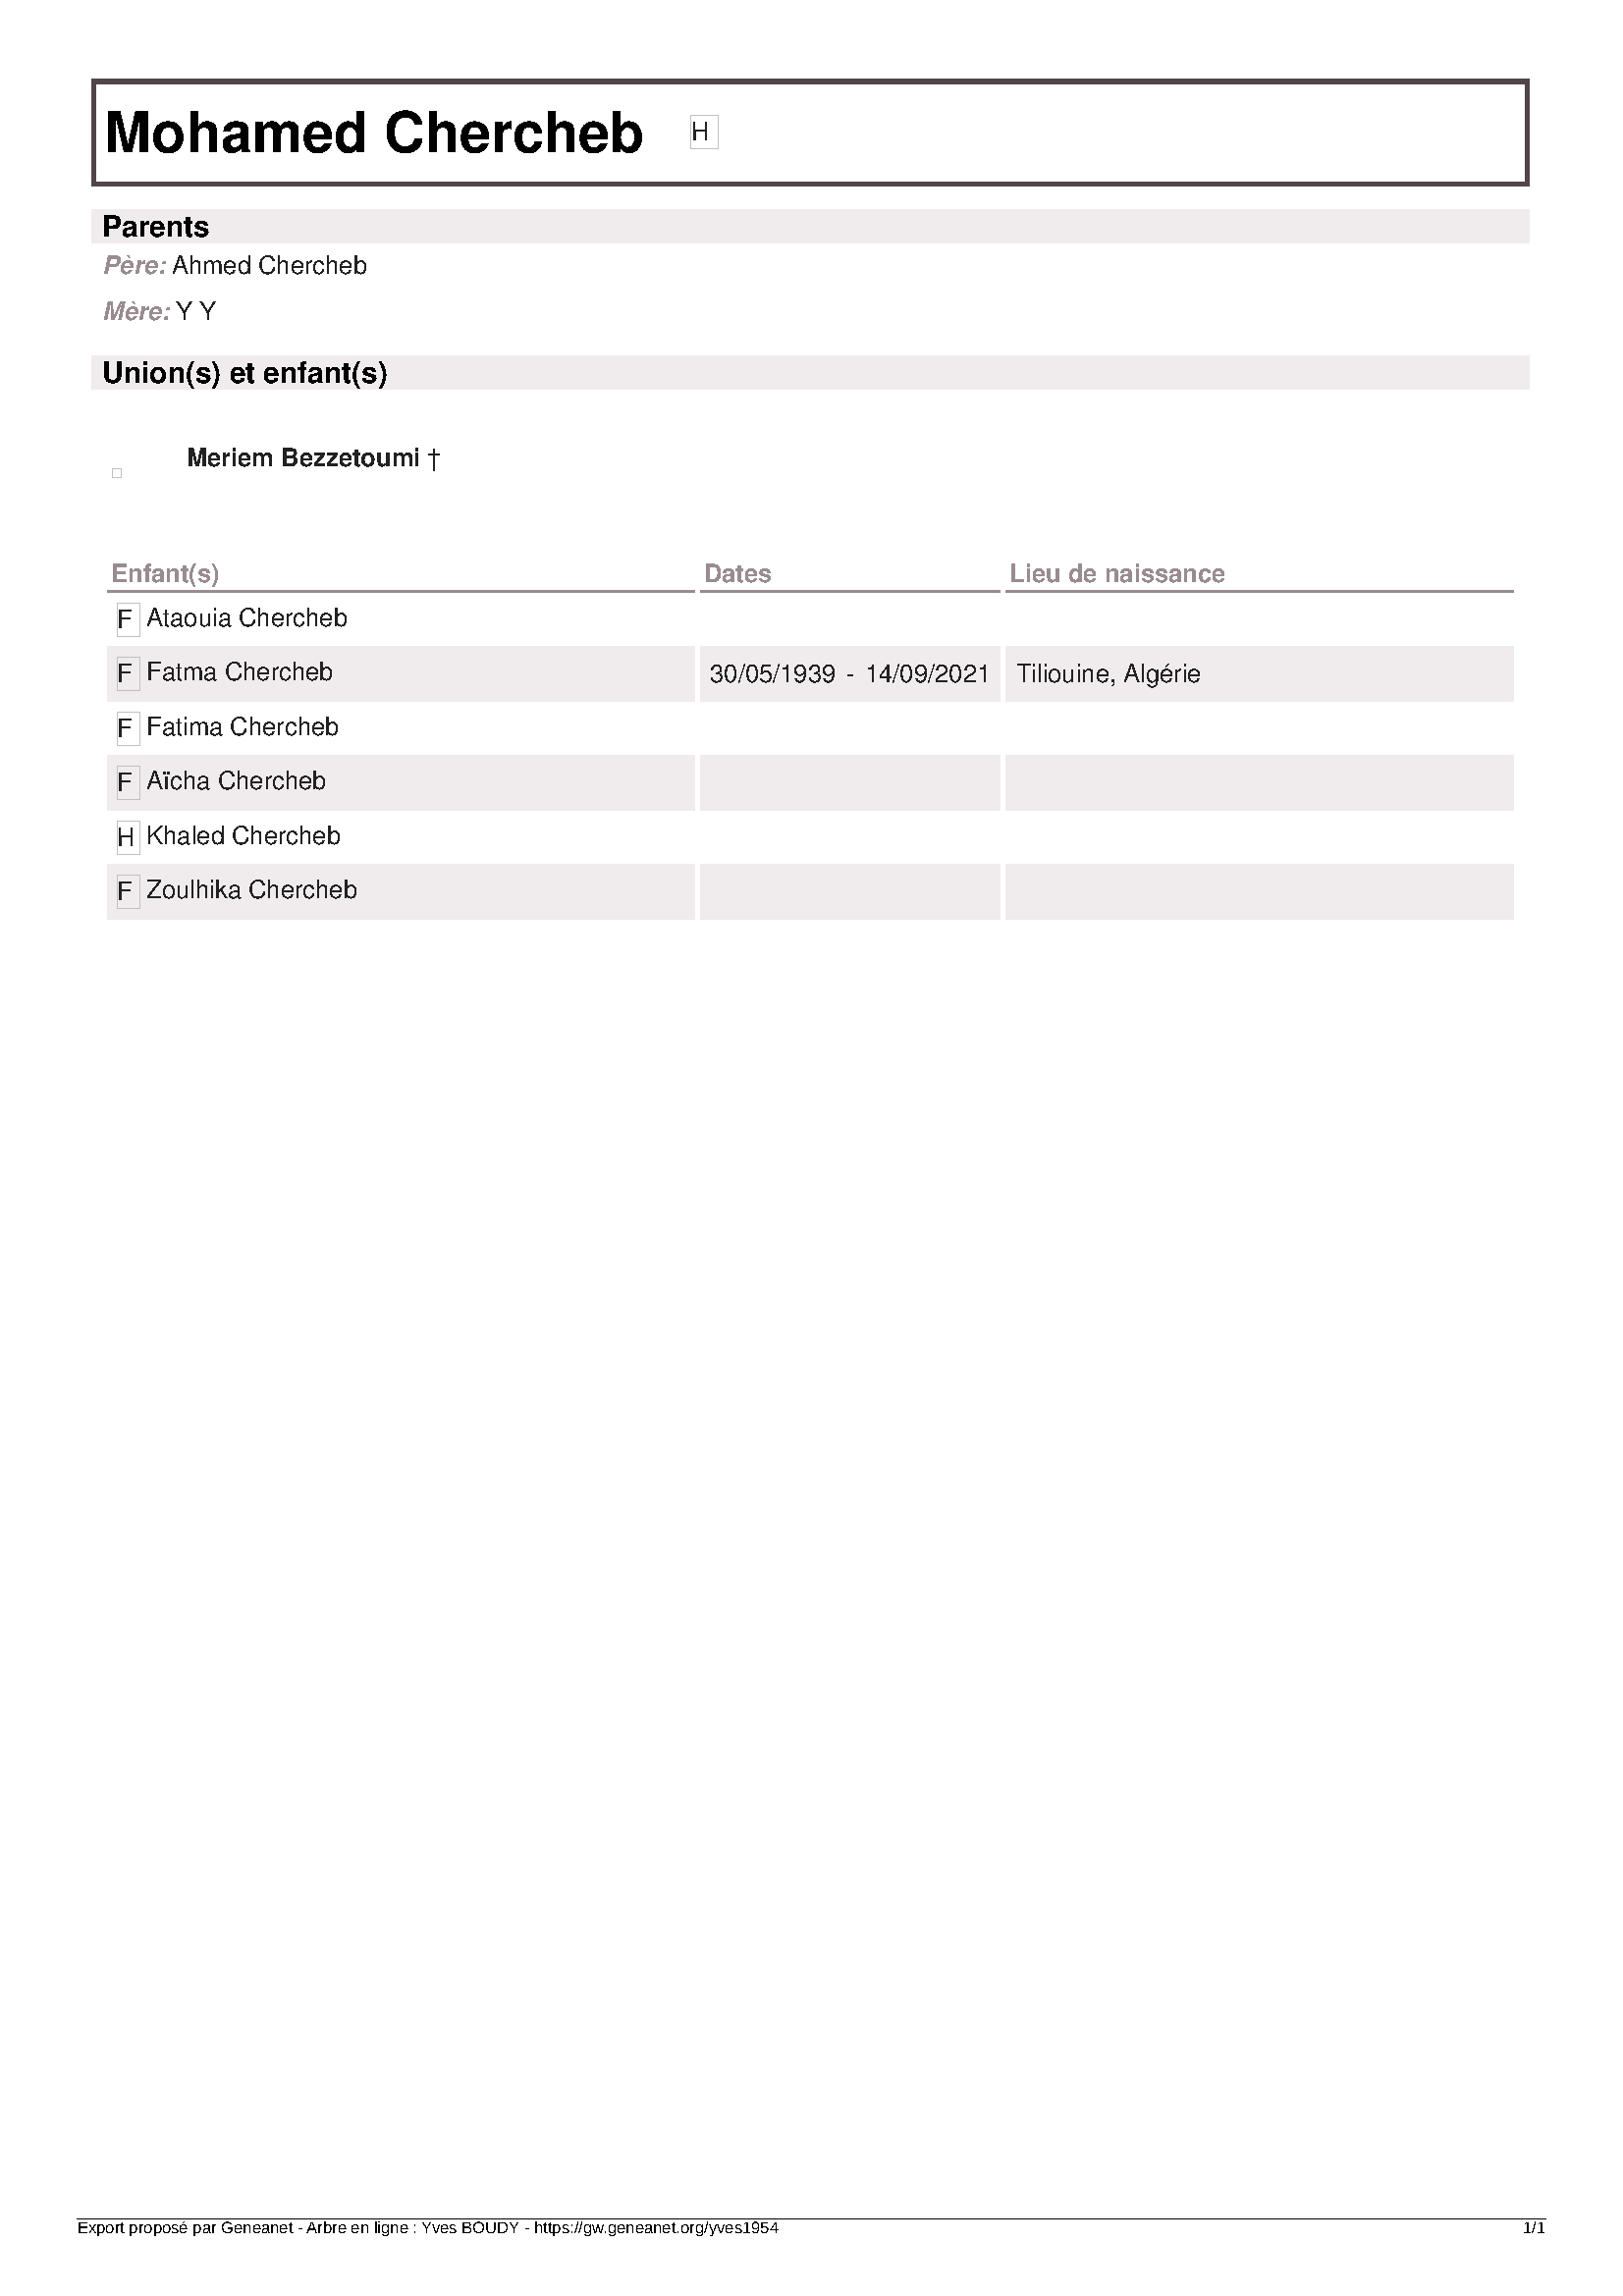 Mohamed Chercheb H
Parents
Père: Ahmed Chercheb
Mère: Y Y
Union(s) et enfant(s)
Meriem Bezzetoumi †
Enfant(s) Dates Lieu de naissance
F Ataouia Chercheb
F Fatma Chercheb 30/05/1939 - 14/09/2021 Tiliouine, Algérie
F Fatima Chercheb
F Aïcha Chercheb
H Khaled Chercheb
F Zoulhika Chercheb
Export proposé par Geneanet - Arbre en ligne : Yves BOUDY - https://gw.geneanet.org/yves1954 1/1